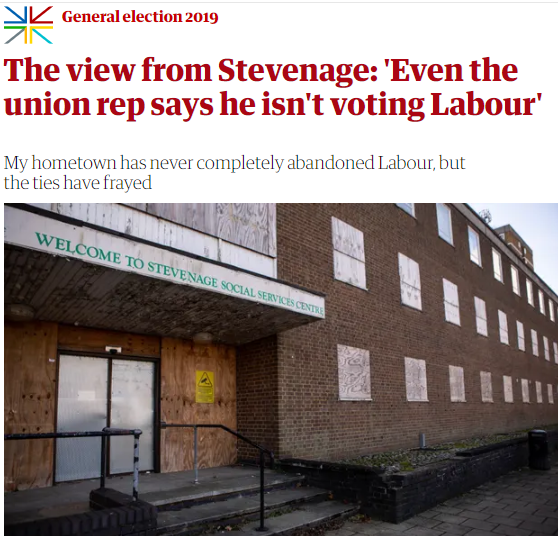 General election 2019
The view from Stevenage: 'Even the
union rep says he isn't voting Labour'
My hometown has never completely abandoned Labour, but
the ties have frayed
WELCOME TO STEVENAGE SOCIAL SERVICES CENTRE